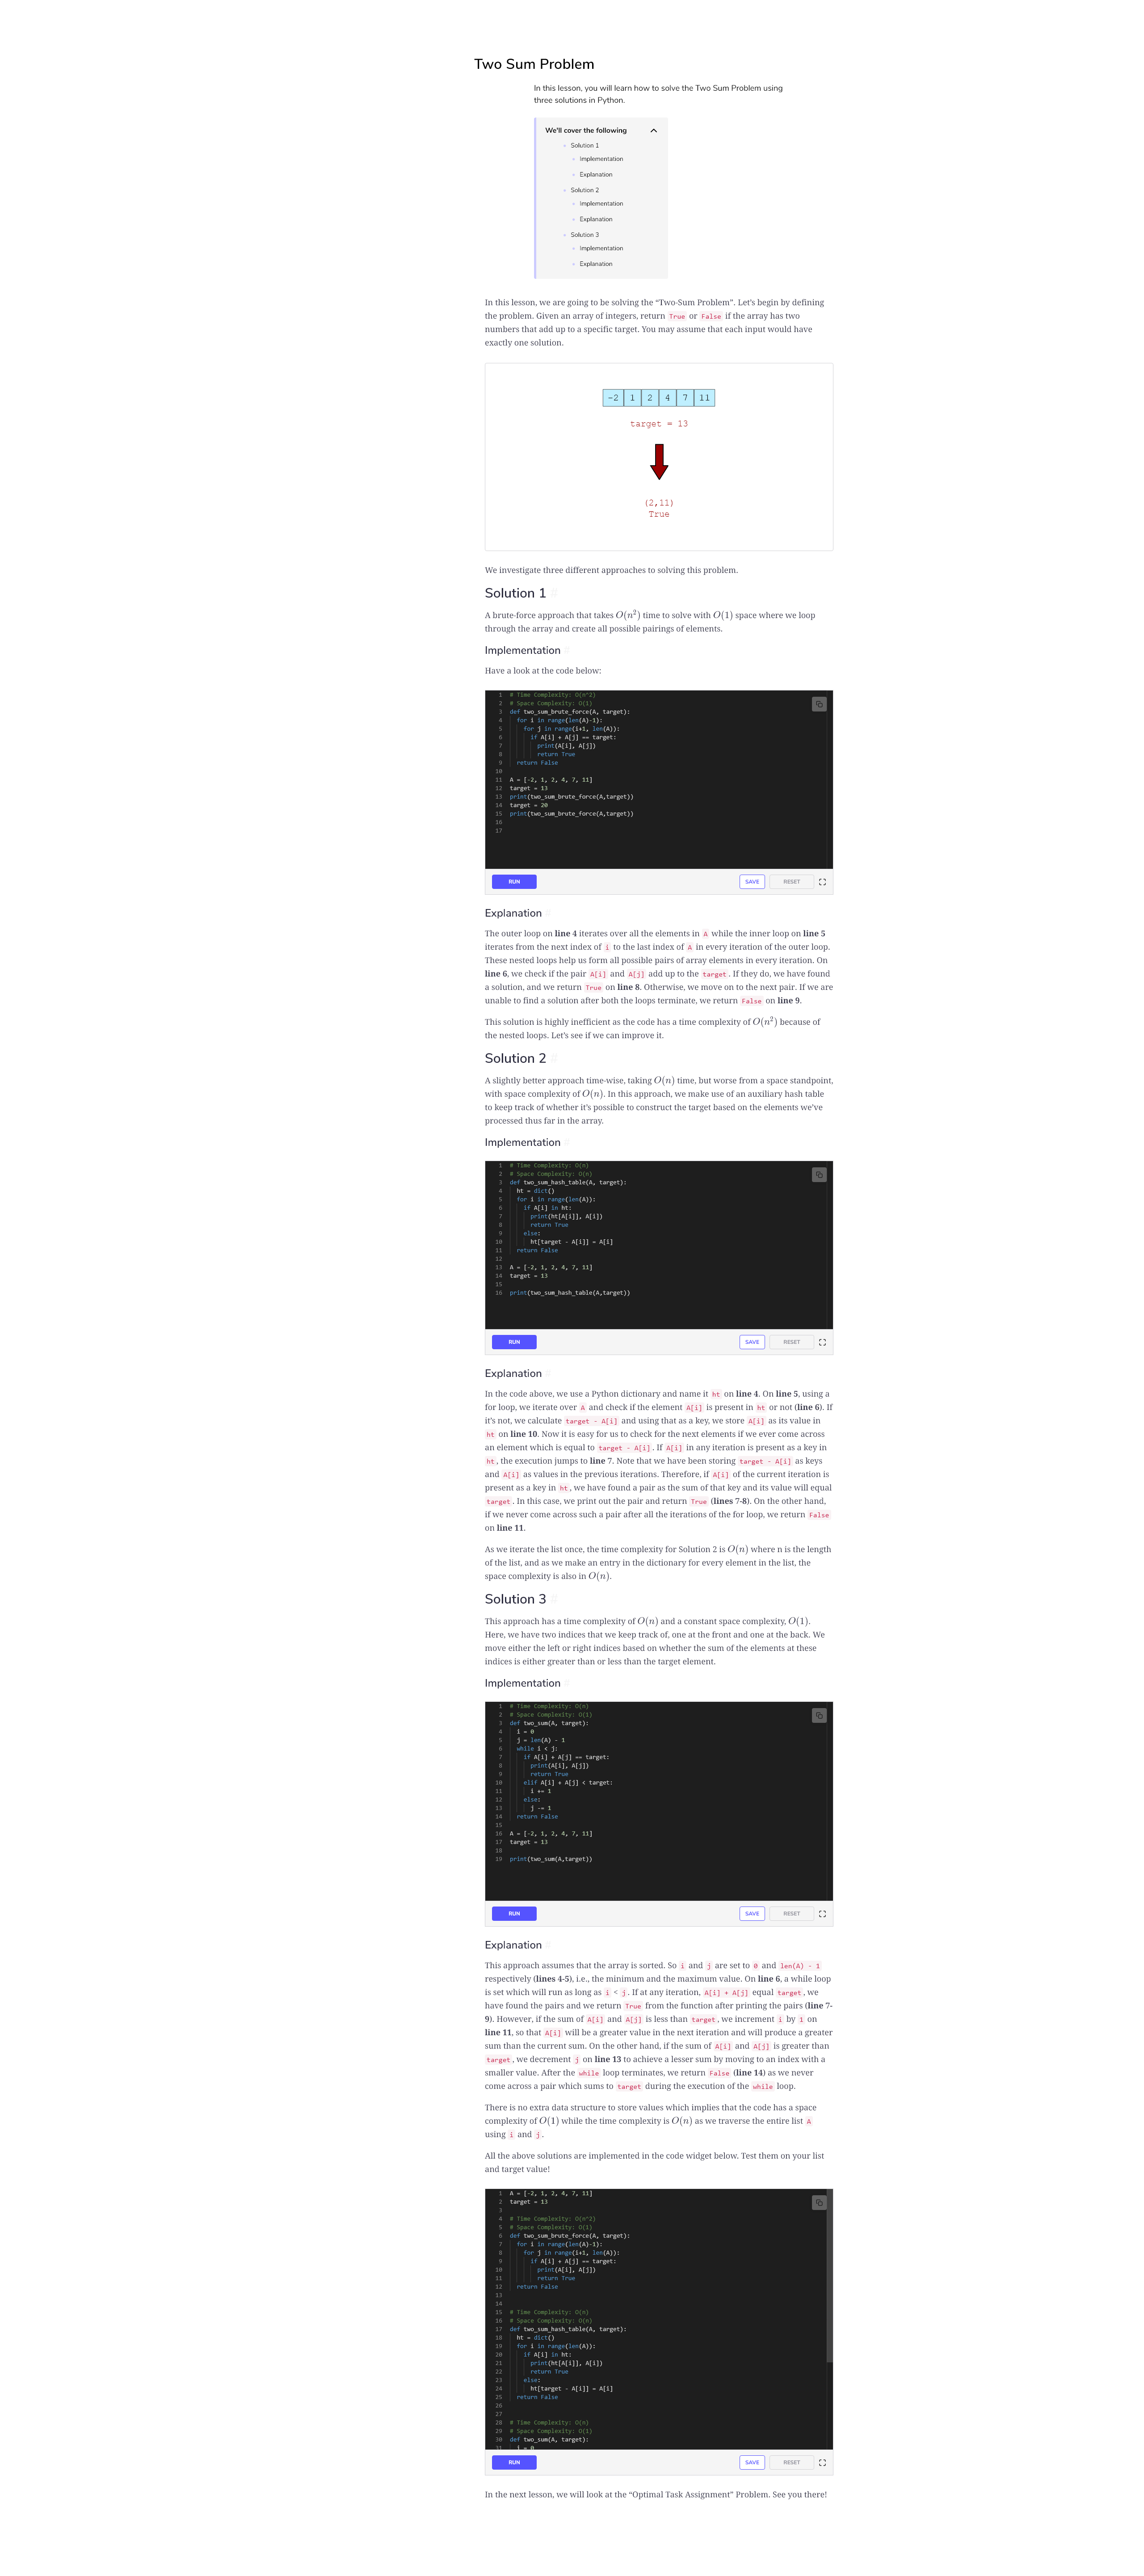 Two Sum Problem
In this lesson, you will learn how to solve the Two Sum Problem using
three solutions in Python.
We'll cover the following
Solution 1
Implementation
Explanation
Solution 2
Implementation
Explanation
Solution 3
Implementation
Explanation
In this lesson, we are going to be solving the “Two-Sum Problem”. Let’s begin by defining
the problem. Given an array of integers, return True or False if the array has two
numbers that add up to a specific target. You may assume that each input would have
exactly one solution.
-2 1 2 4 7 11
target = 13
(2,11)
True
We investigate three different approaches to solving this problem.
Solution 1 #
A brute-force approach that takes O(n²) time to solve with O(1) space where we loop
through the array and create all possible pairings of elements.
Implementation #
Have a look at the code below:
1 # Time Complexity: O(n^2)
2 # Space Complexity: O(1)
3 def two_sum_brute_force(A, target):
4 for i in range(len(A)-1):
5 for j in range(i+1, len(A)):
6 if A[i] + A[j] == target:
7 print(A[i], A[j])
8 return True
9 return False
10
11 A = [-2, 1, 2, 4, 7, 11]
12 target = 13
13 print(two_sum_brute_force(A,target))
14 target = 20
15 print(two_sum_brute_force(A,target))
16
17
RUN SAVE RESET
Explanation #
The outer loop on line 4 iterates over all the elements in A while the inner loop on line 5
iterates from the next index of i to the last index of A in every iteration of the outer loop.
These nested loops help us form all possible pairs of array elements in every iteration. On
line 6, we check if the pair A[i] and A[j] add up to the target. If they do, we have found
a solution, and we return True on line 8. Otherwise, we move on to the next pair. If we are
unable to find a solution after both the loops terminate, we return False on line 9.
This solution is highly inefficient as the code has a time complexity of O(n²) because of
the nested loops. Let’s see if we can improve it.
Solution 2 #
A slightly better approach time-wise, taking O(n) time, but worse from a space standpoint,
with space complexity of O(n). In this approach, we make use of an auxiliary hash table
to keep track of whether it’s possible to construct the target based on the elements we’ve
processed thus far in the array.
Implementation #
1 # Time Complexity: O(n)
2 # Space Complexity: O(n)
3 def two_sum_hash_table(A, target):
4 ht = dict()
5 for i in range(len(A)):
6 if A[i] in ht:
7 print(ht[A[i]], A[i])
8 return True
9 else:
10 ht[target - A[i]] = A[i]
11 return False
12
13 A = [-2, 1, 2, 4, 7, 11]
14 target = 13
15
16 print(two_sum_hash_table(A,target))
RUN SAVE RESET
Explanation #
In the code above, we use a Python dictionary and name it ht on line 4. On line 5, using a
for loop, we iterate over A and check if the element A[i] is present in ht or not (line 6). If
it’s not, we calculate target - A[i] and using that as a key, we store A[i] as its value in
ht on line 10. Now it is easy for us to check for the next elements if we ever come across
an element which is equal to target - A[i]. If A[i] in any iteration is present as a key in
ht, the execution jumps to line 7. Note that we have been storing target - A[i] as keys
and A[i] as values in the previous iterations. Therefore, if A[i] of the current iteration is
present as a key in ht, we have found a pair as the sum of that key and its value will equal
target. In this case, we print out the pair and return True (lines 7-8). On the other hand,
if we never come across such a pair after all the iterations of the for loop, we return False
on line 11.
As we iterate the list once, the time complexity for Solution 2 is O(n) where n is the length
of the list, and as we make an entry in the dictionary for every element in the list, the
space complexity is also in O(n).
Solution 3 #
This approach has a time complexity of O(n) and a constant space complexity, O(1).
Here, we have two indices that we keep track of, one at the front and one at the back. We
move either the left or right indices based on whether the sum of the elements at these
indices is either greater than or less than the target element.
Implementation #
1 # Time Complexity: O(n)
2 # Space Complexity: O(1)
3 def two_sum(A, target):
4 i = 0
5 j = len(A) - 1
6 while i < j:
7 if A[i] + A[j] == target:
8 print(A[i], A[j])
9 return True
10 elif A[i] + A[j] < target:
11 i += 1
12 else:
13 j -= 1
14 return False
15
16 A = [-2, 1, 2, 4, 7, 11]
17 target = 13
18
19 print(two_sum(A,target))
RUN SAVE RESET
Explanation #
This approach assumes that the array is sorted. So i and j are set to 0 and len(A) - 1
respectively (lines 4-5), i.e., the minimum and the maximum value. On line 6, a while loop
is set which will run as long as i < j. If at any iteration, A[i] + A[j] equal target, we
have found the pairs and we return True from the function after printing the pairs (line 7-
9). However, if the sum of A[i] and A[j] is less than target, we increment i by 1 on
line 11, so that A[i] will be a greater value in the next iteration and will produce a greater
sum than the current sum. On the other hand, if the sum of A[i] and A[j] is greater than
target, we decrement j on line 13 to achieve a lesser sum by moving to an index with a
smaller value. After the while loop terminates, we return False (line 14) as we never
come across a pair which sums to target during the execution of the while loop.
There is no extra data structure to store values which implies that the code has a space
complexity of O(1) while the time complexity is O(n) as we traverse the entire list A
using i and j.
All the above solutions are implemented in the code widget below. Test them on your list
and target value!
1 A = [-2, 1, 2, 4, 7, 11]
2 target = 13
3
4 # Time Complexity: O(n^2)
5 # Space Complexity: O(1)
6 def two_sum_brute_force(A, target):
7 for i in range(len(A)-1):
8 for j in range(i+1, len(A)):
9 if A[i] + A[j] == target:
10 print(A[i], A[j])
11 return True
12 return False
13
14
15 # Time Complexity: O(n)
16 # Space Complexity: O(n)
17 def two_sum_hash_table(A, target):
18 ht = dict()
19 for i in range(len(A)):
20 if A[i] in ht:
21 print(ht[A[i]], A[i])
22 return True
23 else:
24 ht[target - A[i]] = A[i]
25 return False
26
27
28 # Time Complexity: O(n)
29 # Space Complexity: O(1)
30 def two_sum(A, target):
31 i = 0
RUN SAVE RESET
In the next lesson, we will look at the “Optimal Task Assignment” Problem. See you there!